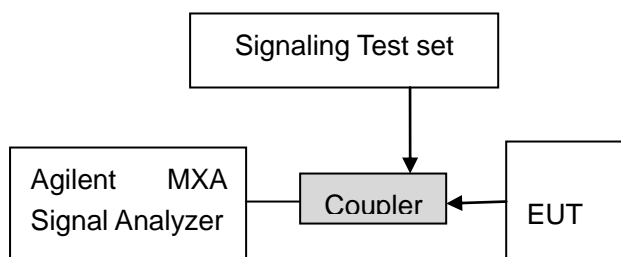 Signaling Test set
Agilent MXA
Signal Analyzer
Coupler
EUT